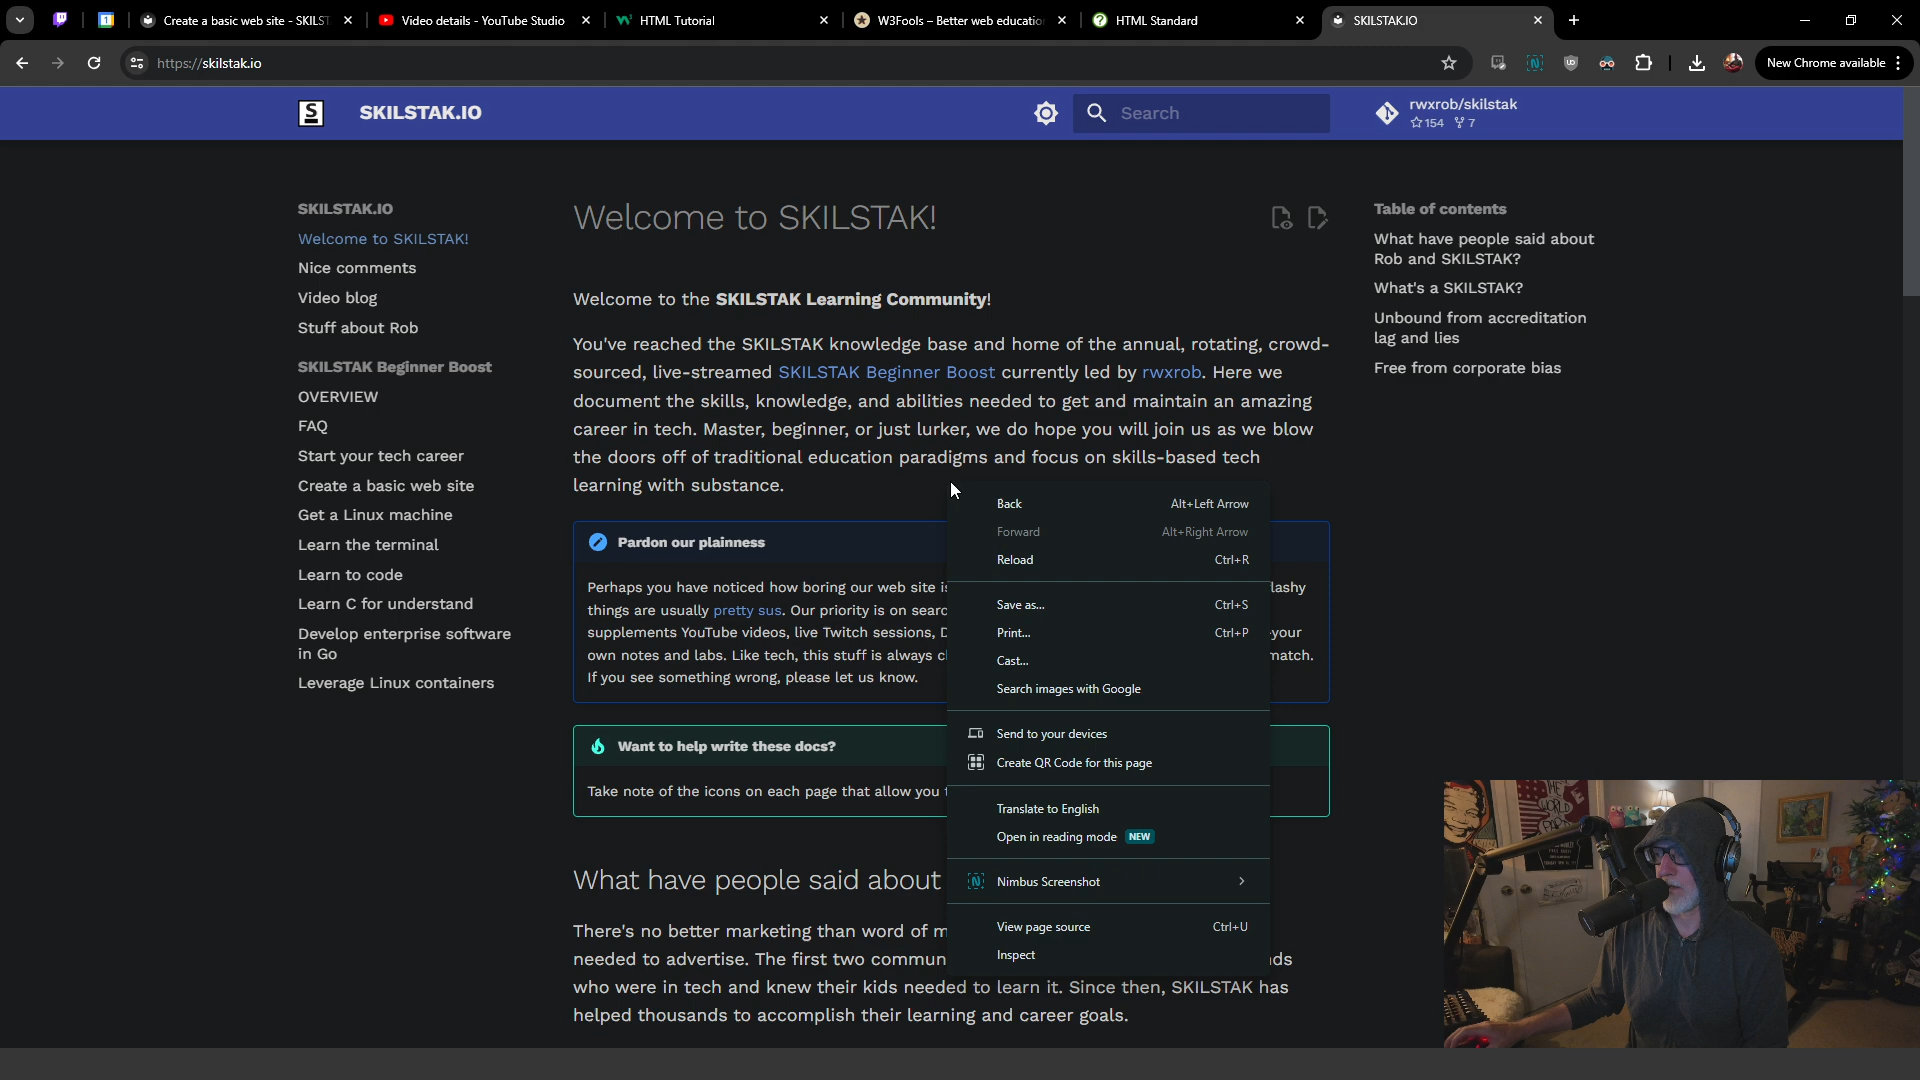 Create a basic web site - SKILST
Video details - YouTube Studio
HTML Tutorial
W3Fools – Better web educatio
HTML Standard
SKILSTAK.IO
https://skilstak.io
New Chrome available
SKILSTAK.IO
Search
rwxrob/skilstak
154 7
SKILSTAK.IO
Welcome to SKILSTAK!
Nice comments
Video blog
Stuff about Rob
SKILSTAK Beginner Boost
OVERVIEW
FAQ
Start your tech career
Create a basic web site
Get a Linux machine
Learn the terminal
Learn to code
Learn C for understand
Develop enterprise software
in Go
Leverage Linux containers
Welcome to SKILSTAK!
Welcome to the SKILSTAK Learning Community!
You've reached the SKILSTAK knowledge base and home of the annual, rotating, crowd-
sourced, live-streamed SKILSTAK Beginner Boost currently led by rwxrob. Here we
document the skills, knowledge, and abilities needed to get and maintain an amazing
career in tech. Master, beginner, or just lurker, we do hope you will join us as we blow
the doors off of traditional education paradigms and focus on skills-based tech
learning with substance.
Pardon our plainness
Perhaps you have noticed how boring our web site is lashy
things are usually pretty sus. Our priority is on searc
supplements YouTube videos, live Twitch sessions, D your
own notes and labs. Like tech, this stuff is always c match.
If you see something wrong, please let us know.
Want to help write these docs?
Take note of the icons on each page that allow you
What have people said about
There's no better marketing than word of m
needed to advertise. The first two commun ds
who were in tech and knew their kids needed to learn it. Since then, SKILSTAK has
helped thousands to accomplish their learning and career goals.
Back Alt+Left Arrow
Forward Alt+Right Arrow
Reload Ctrl+R
Save as... Ctrl+S
Print... Ctrl+P
Cast...
Search images with Google
Send to your devices
Create QR Code for this page
Translate to English
Open in reading mode NEW
Nimbus Screenshot
View page source Ctrl+U
Inspect
Table of contents
What have people said about
Rob and SKILSTAK?
What's a SKILSTAK?
Unbound from accreditation
lag and lies
Free from corporate bias